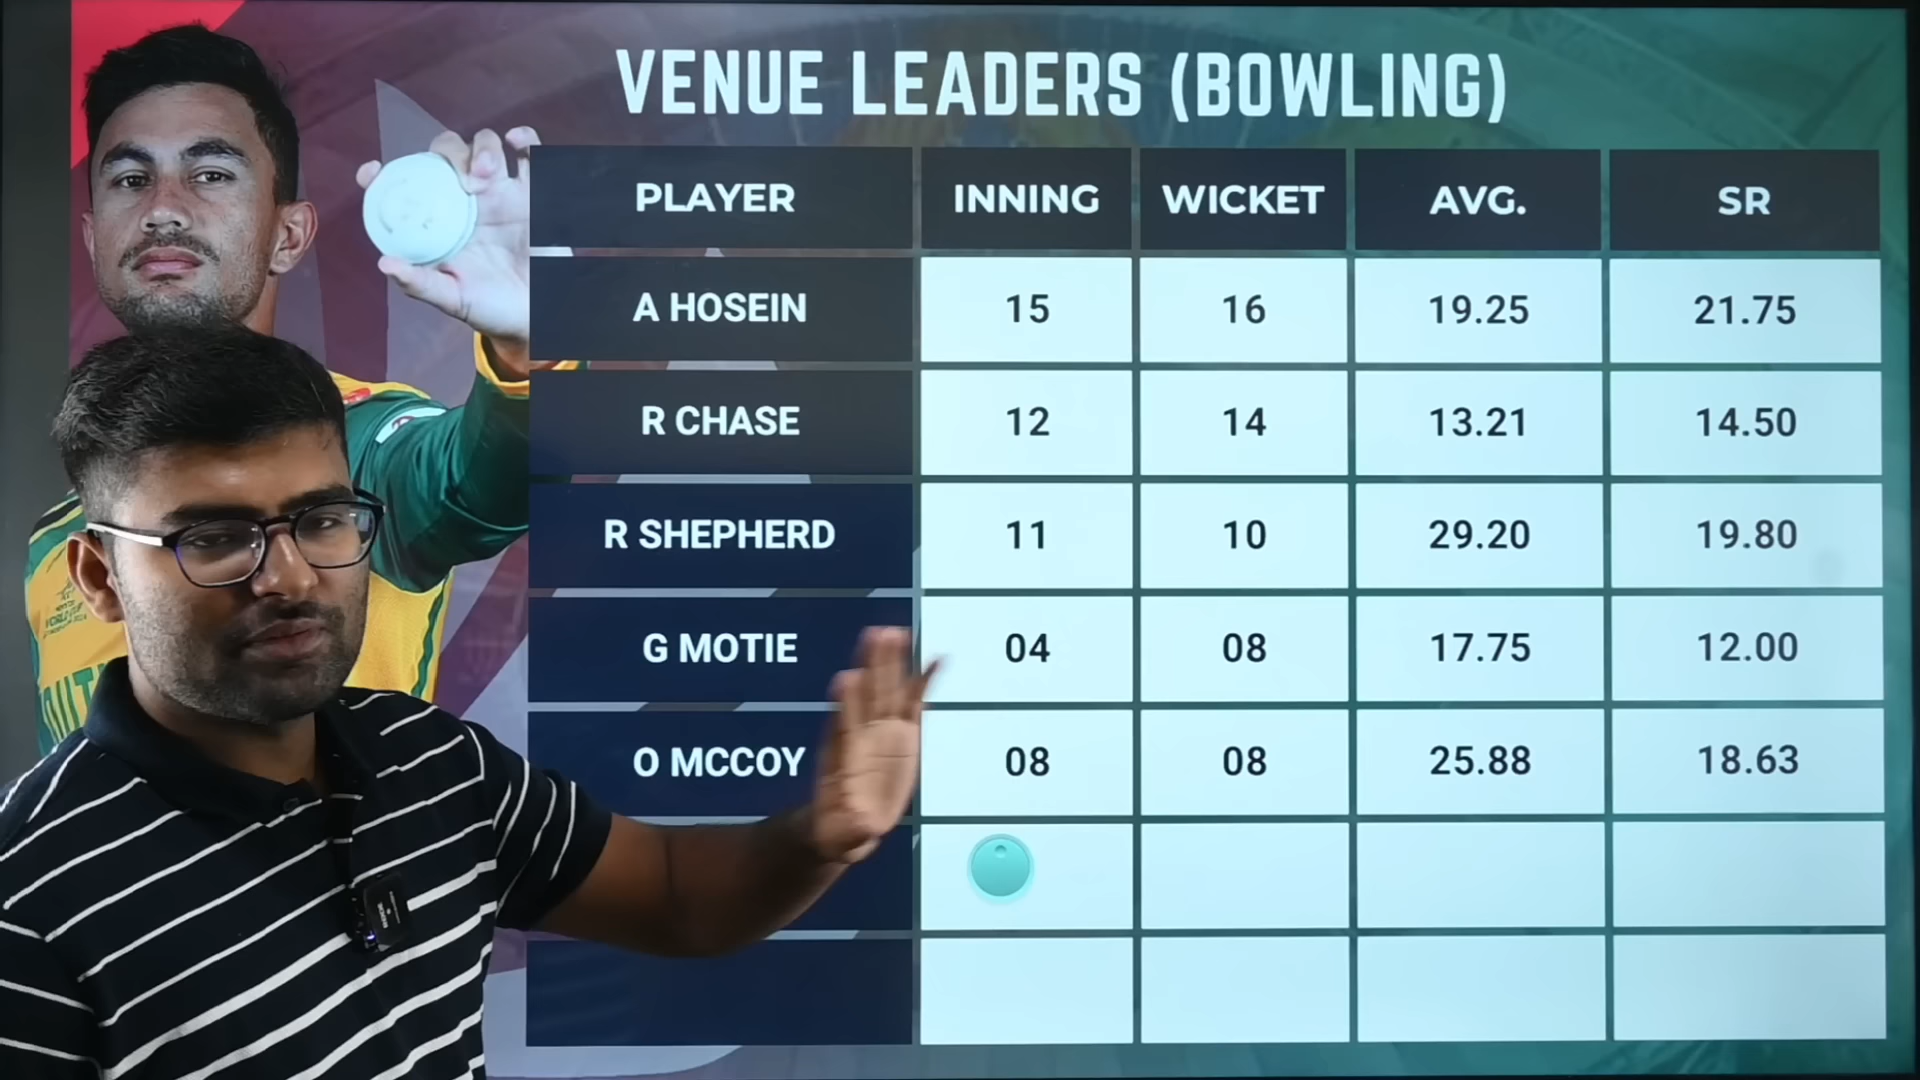 VENUE LEADERS (BOWLING)
PLAYER INNING WICKET AVG. SR
A HOSEIN 15 16 19.25 21.75
R CHASE 12 14 13.21 14.50
R SHEPHERD 11 10 29.20 19.80
G MOTIE 04 08 17.75 12.00
O MCCOY 08 08 25.88 18.63
WORLD CUP